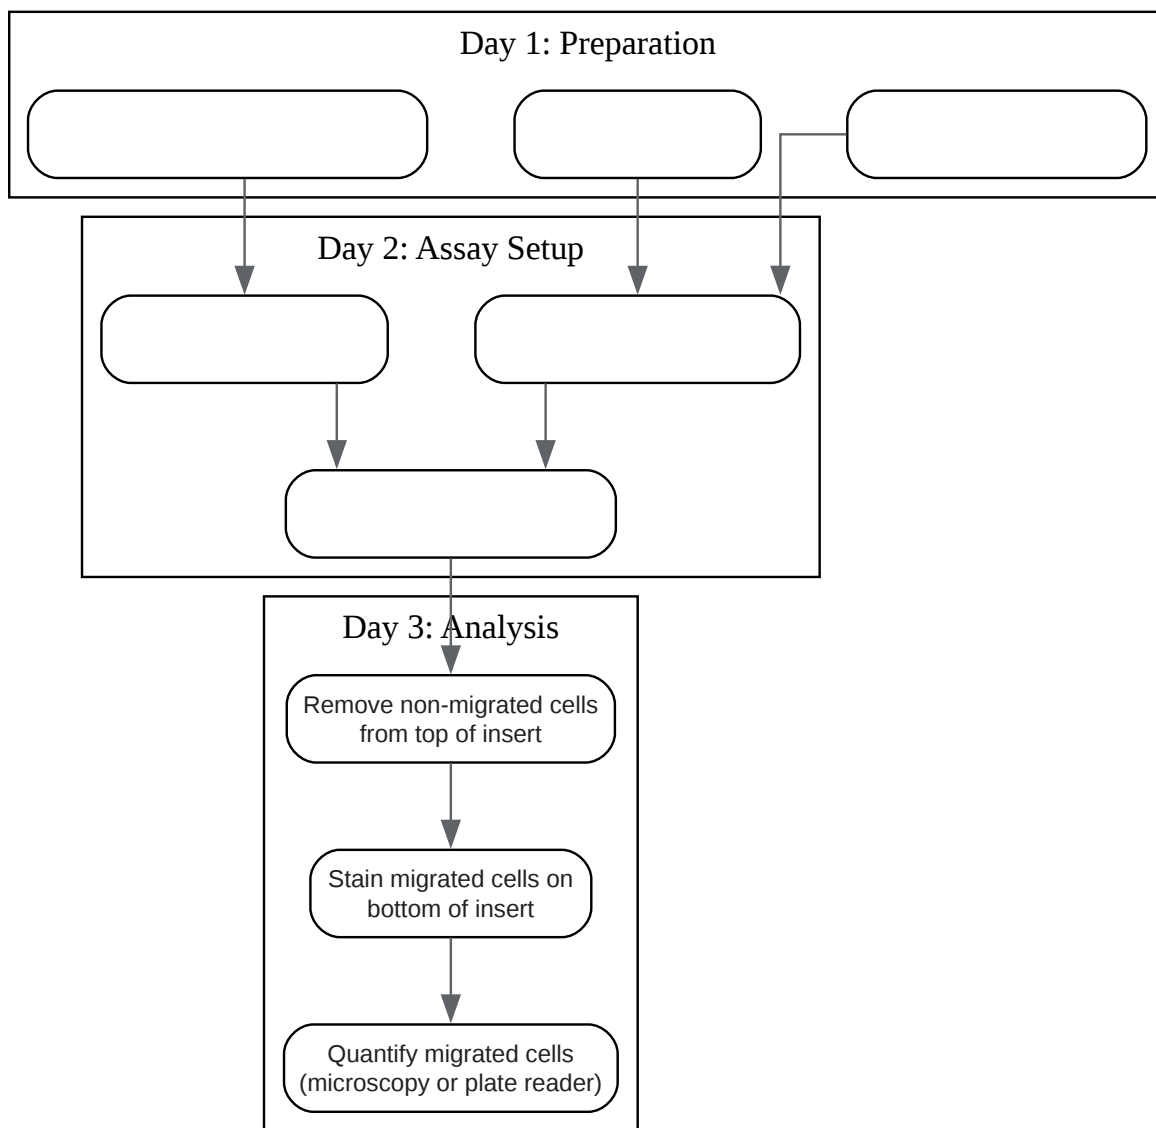 Day 1: Preparation
Day 2: Assay Setup
Day 3: Analysis
Remove non-migrated cells
from top of insert
Stain migrated cells on
bottom of insert
Quantify migrated cells
(microscopy or plate reader)